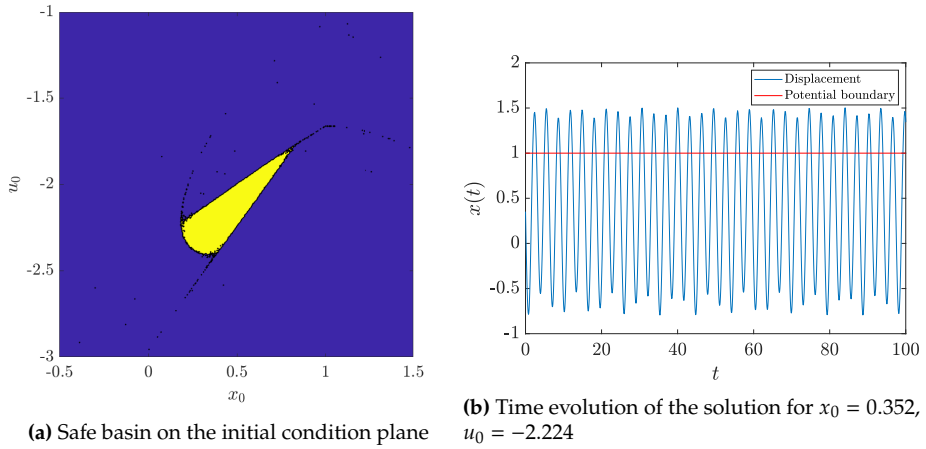 -1
-1.5
-2
-2.5
-3
u₀
-0.5
0
0.5
1
1.5
x₀
(a) Safe basin on the initial condition plane
2
1.5
1
0.5
0
-0.5
-1
x(t)
Displacement
Potential boundary
0
20
40
60
80
100
t
(b) Time evolution of the solution for x₀ = 0.352,
u₀ = −2.224